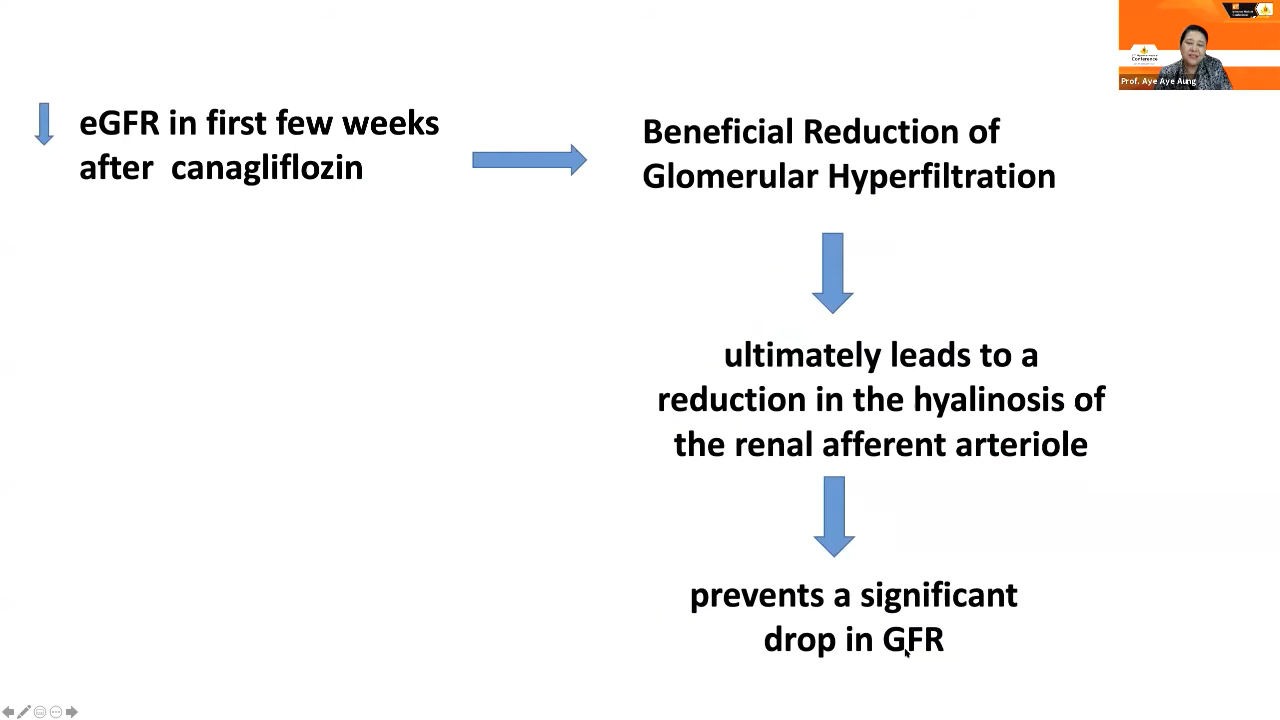 eGFR in first few weeks
after canagliflozin
Beneficial Reduction of
Glomerular Hyperfiltration
ultimately leads to a
reduction in the hyalinosis of
the renal afferent arteriole
prevents a significant
drop in GFR
Conference
Prof. Aye Aye Aung